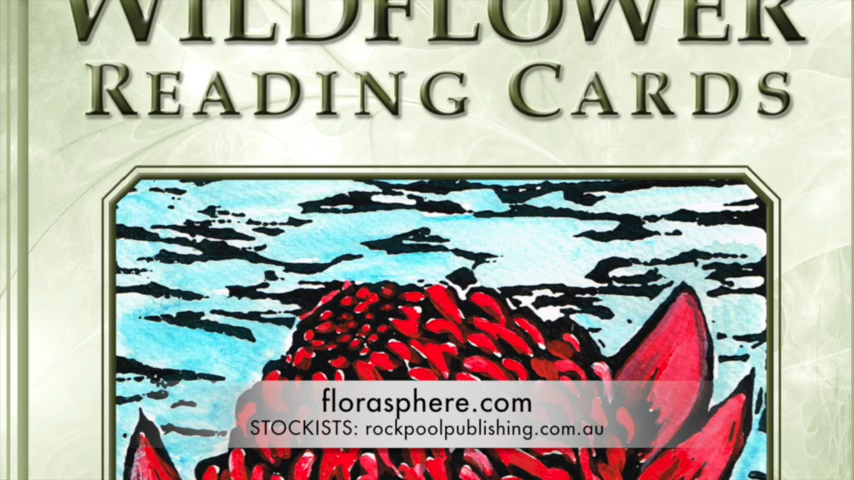 WILDFLOWER
READING CARDS
florasphere.com
STOCKISTS: rockpoolpublishing.com.au